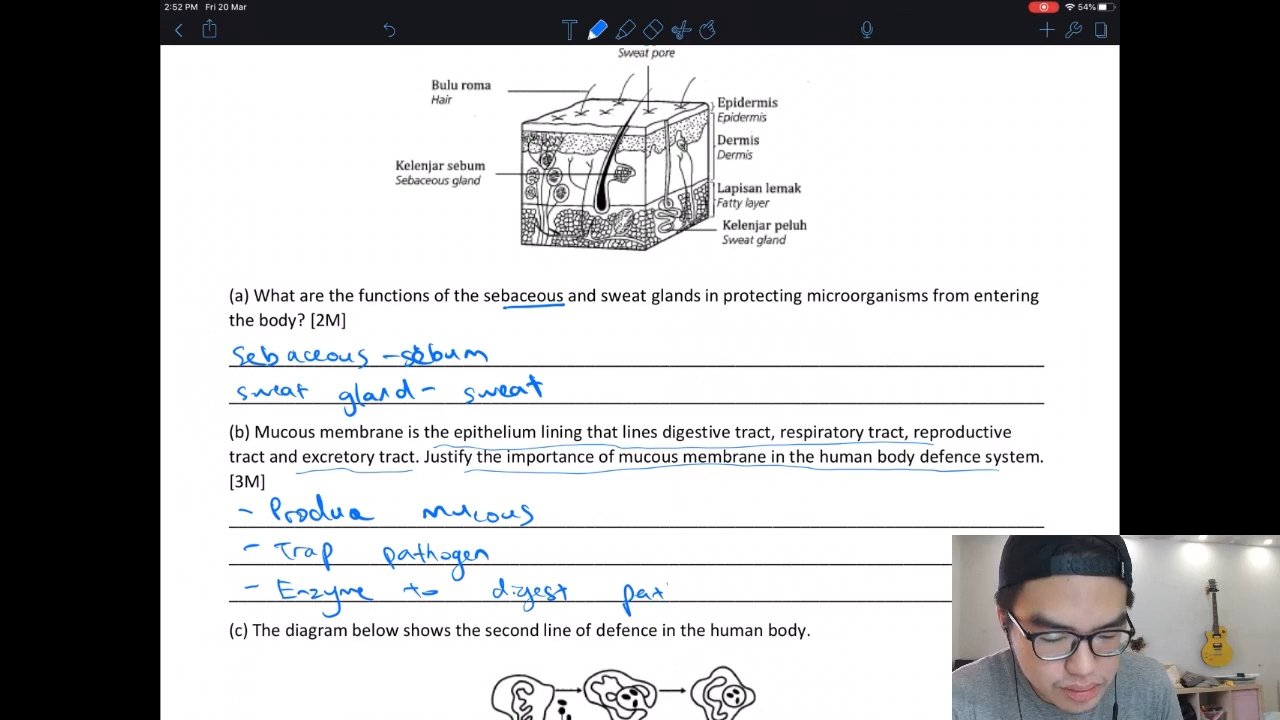 2:52 PM Fri 20 Mar
54%
T
Sweat pore
Bulu roma
Hair
Epidermis
Epidermis
Dermis
Dermis
Kelenjar sebum
Sebaceous gland
Lapisan lemak
Fatty layer
Kelenjar peluh
Sweat gland
(a) What are the functions of the sebaceous and sweat glands in protecting microorganisms from entering
the body? [2M]
Sebaceous - sebum
sweat gland - sweat
(b) Mucous membrane is the epithelium lining that lines digestive tract, respiratory tract, reproductive
tract and excretory tract. Justify the importance of mucous membrane in the human body defence system.
[3M]
- Produce mucous
- Trap pathogen
- Enzyme to digest pat
(c) The diagram below shows the second line of defence in the human body.